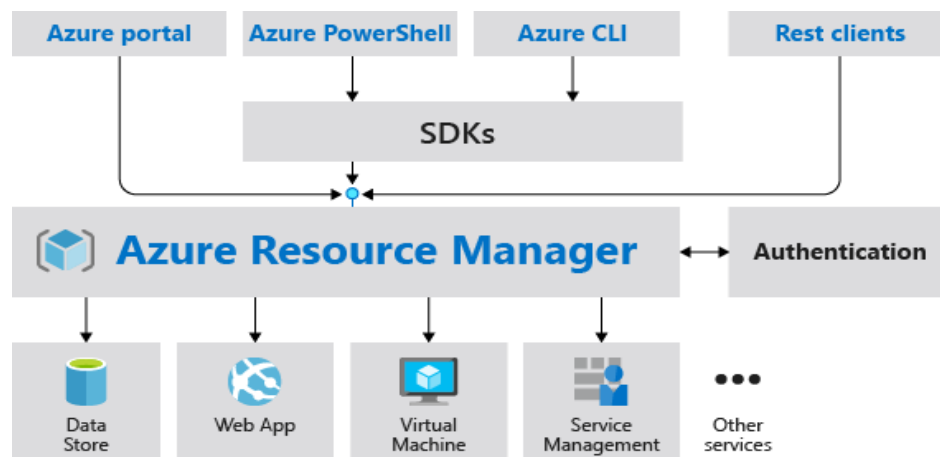 Azure portal
Azure PowerShell
Azure CLI
Rest clients
SDKs
Azure Resource Manager
Authentication
Data
Store
Web App
Virtual
Machine
Service
Management
Other
services